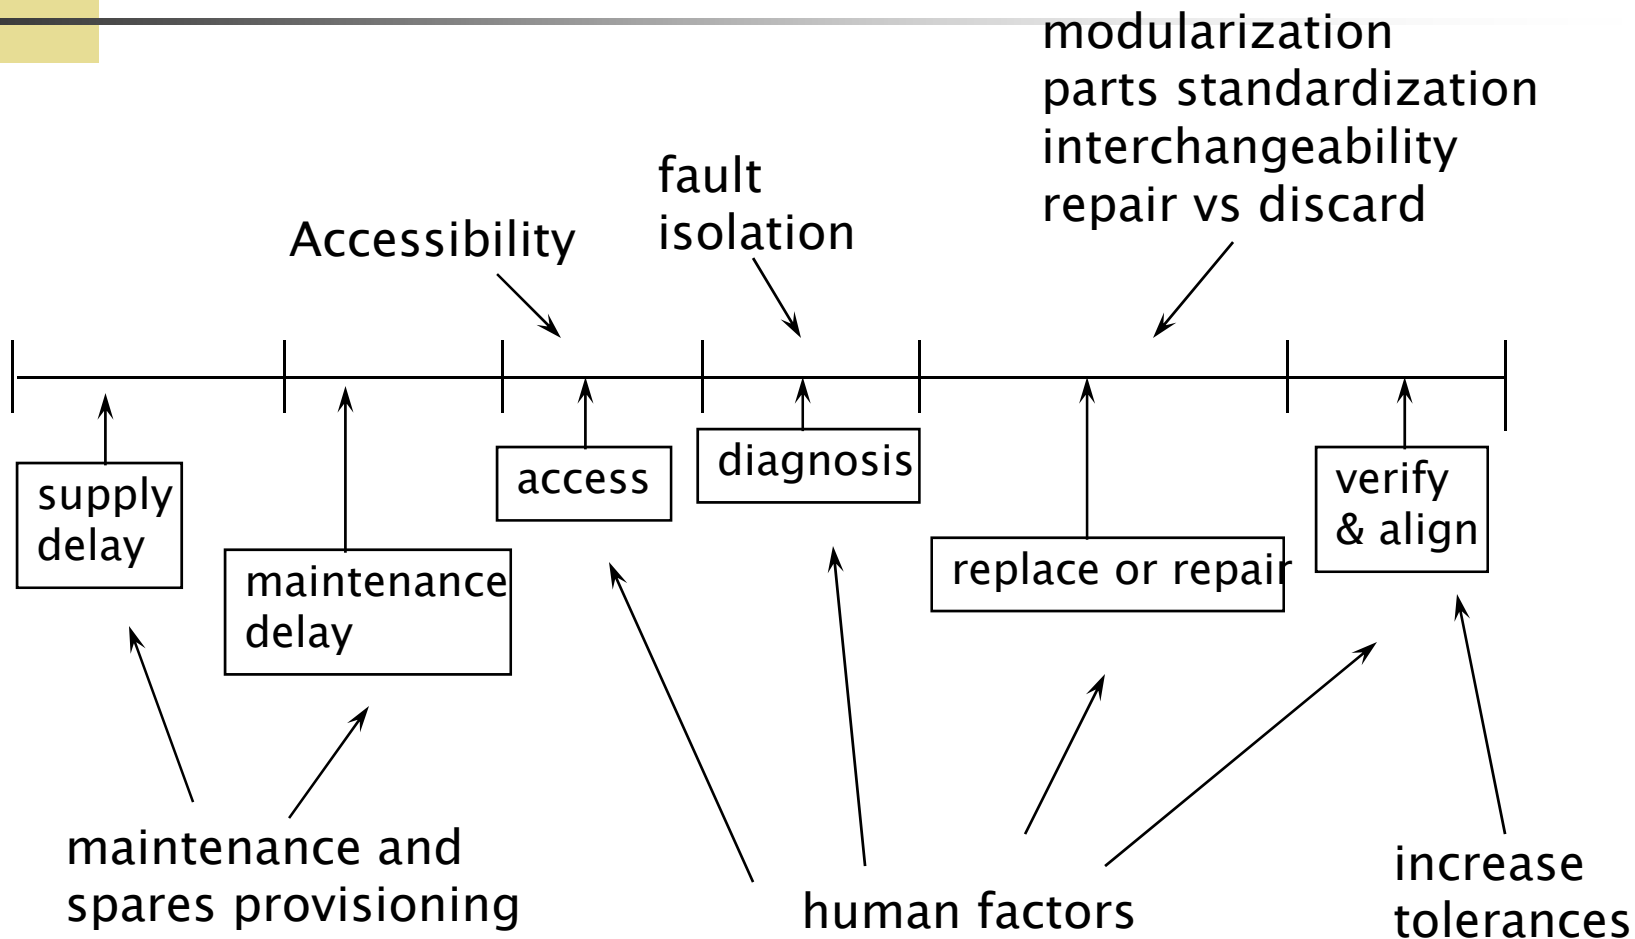 modularization
parts standardization
interchangeability
repair vs discard
fault
isolation
Accessibility
supply
delay
maintenance
delay
access
diagnosis
replace or repair
verify
& align
maintenance and
spares provisioning
human factors
increase
tolerances